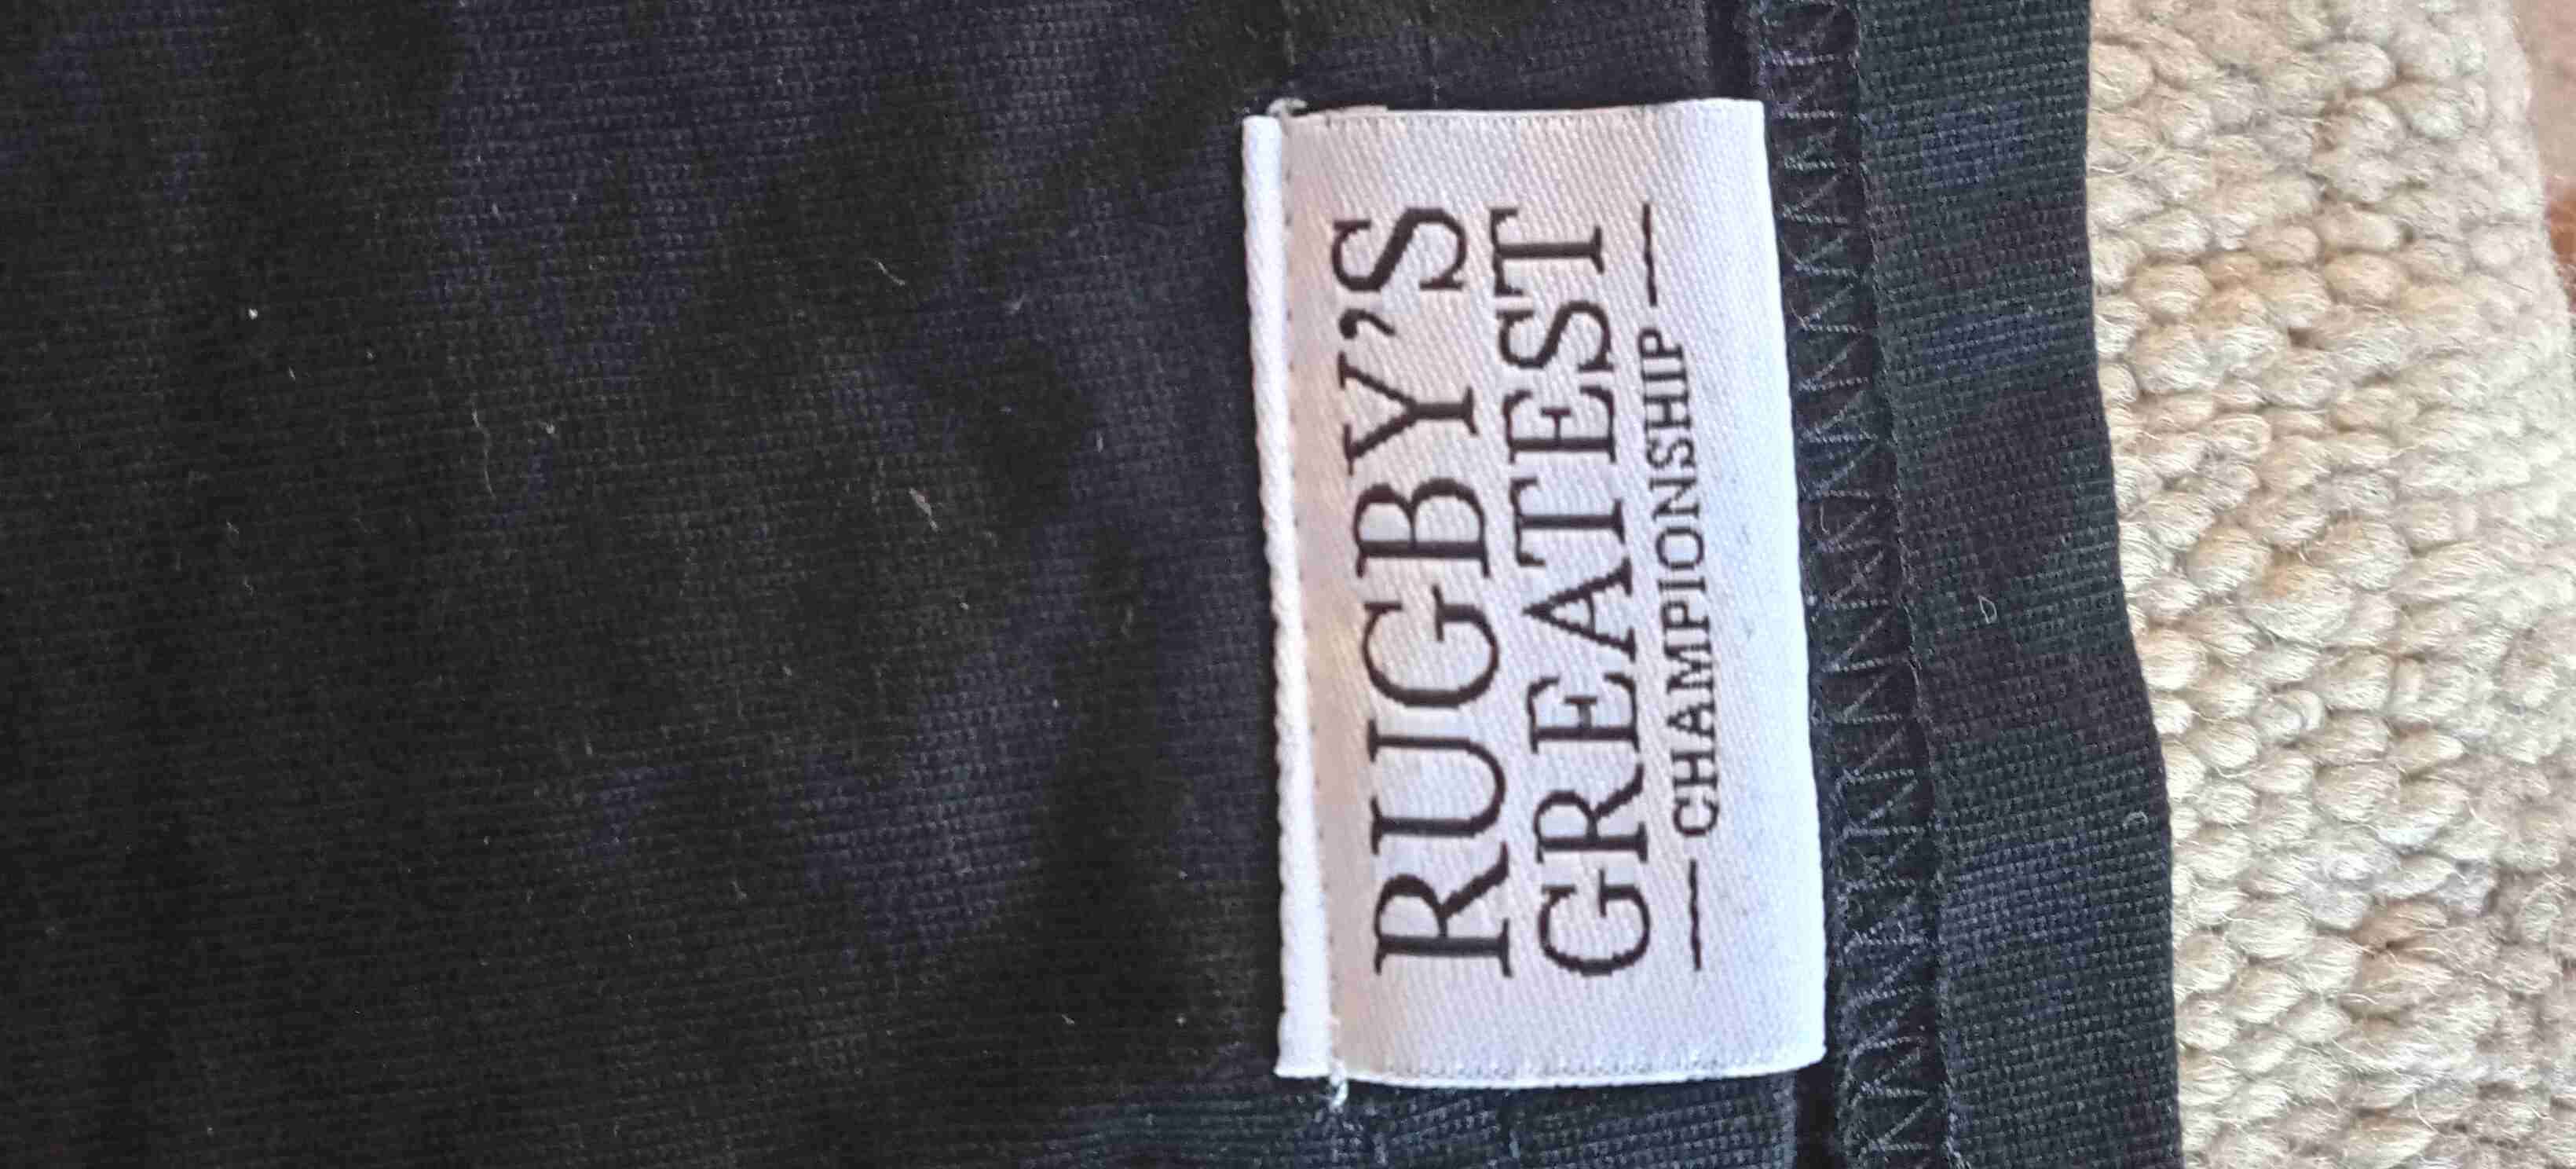 RUGBY'S
GREATEST
— CHAMPIONSHIP —